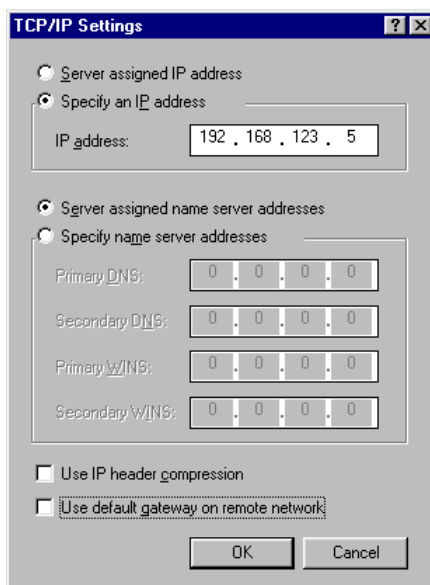 TCP/IP Settings
Server assigned IP address
Specify an IP address
IP address: 192 . 168 . 123 . 5
Server assigned name server addresses
Specify name server addresses
Primary DNS: 0 . 0 . 0 . 0
Secondary DNS: 0 . 0 . 0 . 0
Primary WINS: 0 . 0 . 0 . 0
Secondary WINS: 0 . 0 . 0 . 0
Use IP header compression
Use default gateway on remote network
OK Cancel